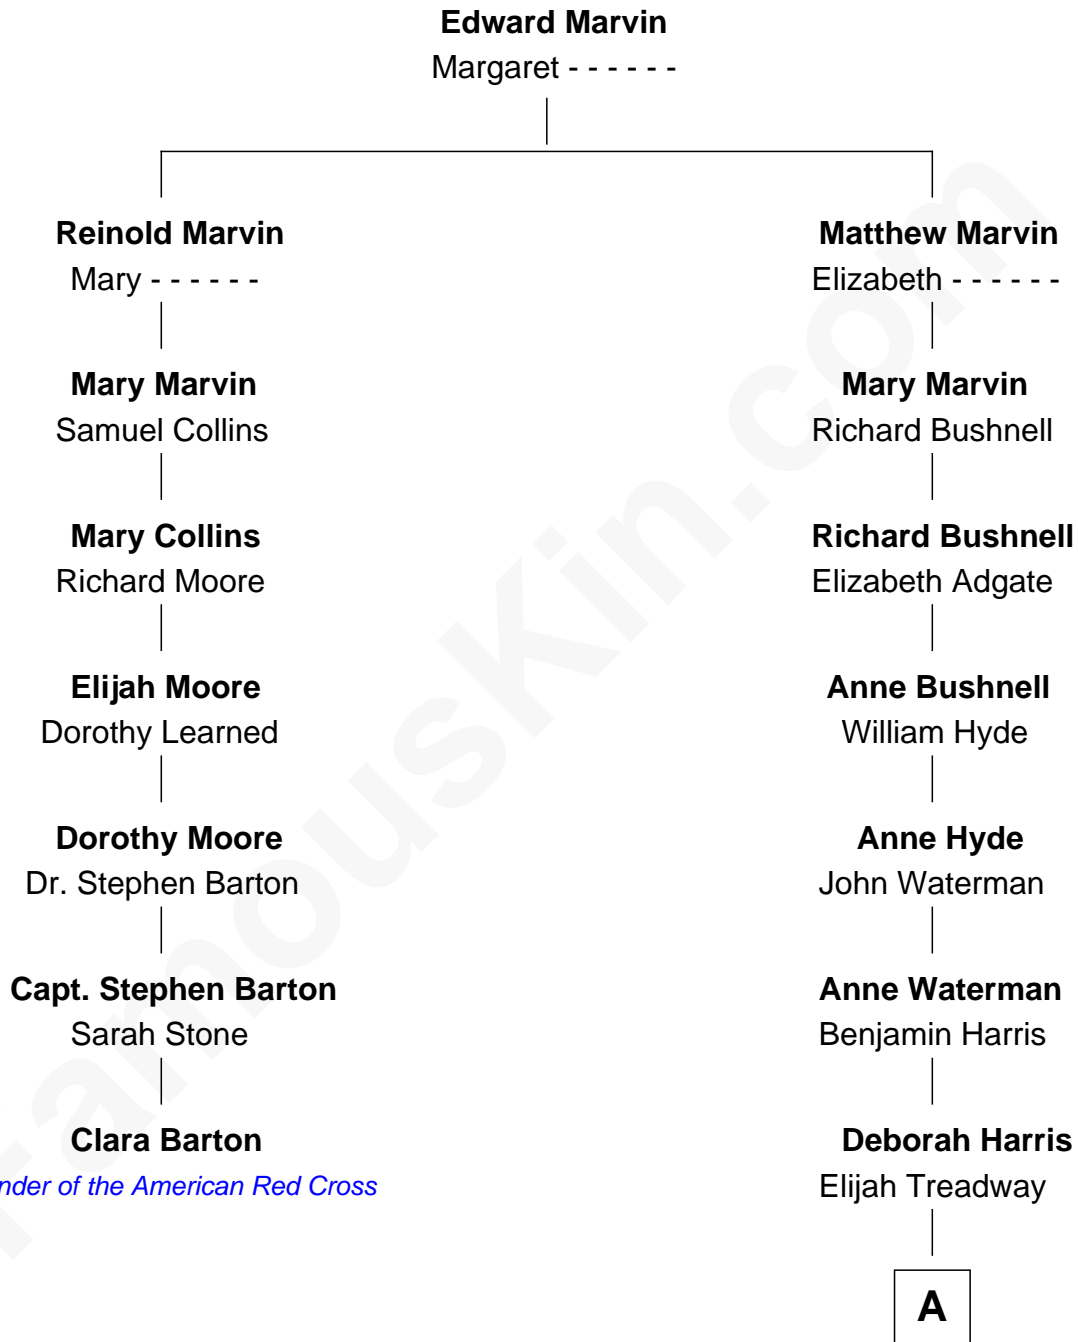 Edward Marvin
Margaret - - - - - -
Reinold Marvin
Mary - - - - - -
Matthew Marvin
Elizabeth - - - - - -
Mary Marvin
Samuel Collins
Mary Marvin
Richard Bushnell
Mary Collins
Richard Moore
Richard Bushnell
Elizabeth Adgate
Elijah Moore
Dorothy Learned
Anne Bushnell
William Hyde
Dorothy Moore
Dr. Stephen Barton
Anne Hyde
John Waterman
Capt. Stephen Barton
Sarah Stone
Anne Waterman
Benjamin Harris
Clara Barton
nder of the American Red Cross
Deborah Harris
Elijah Treadway
A
FamousKin.com